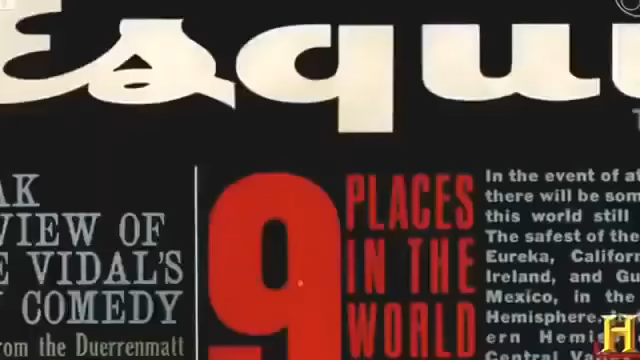 Esqui
AK
VIEW OF
E VIDAL'S
Y COMEDY
from the Duerrenmatt
9
PLACES
IN THE
WORLD
In the event of at
there will be som
this world still
The safest of the
Eureka, Califor
Ireland, and Gu
Mexico, in the
Hemisphere.
ern Hemi
Central Va
H